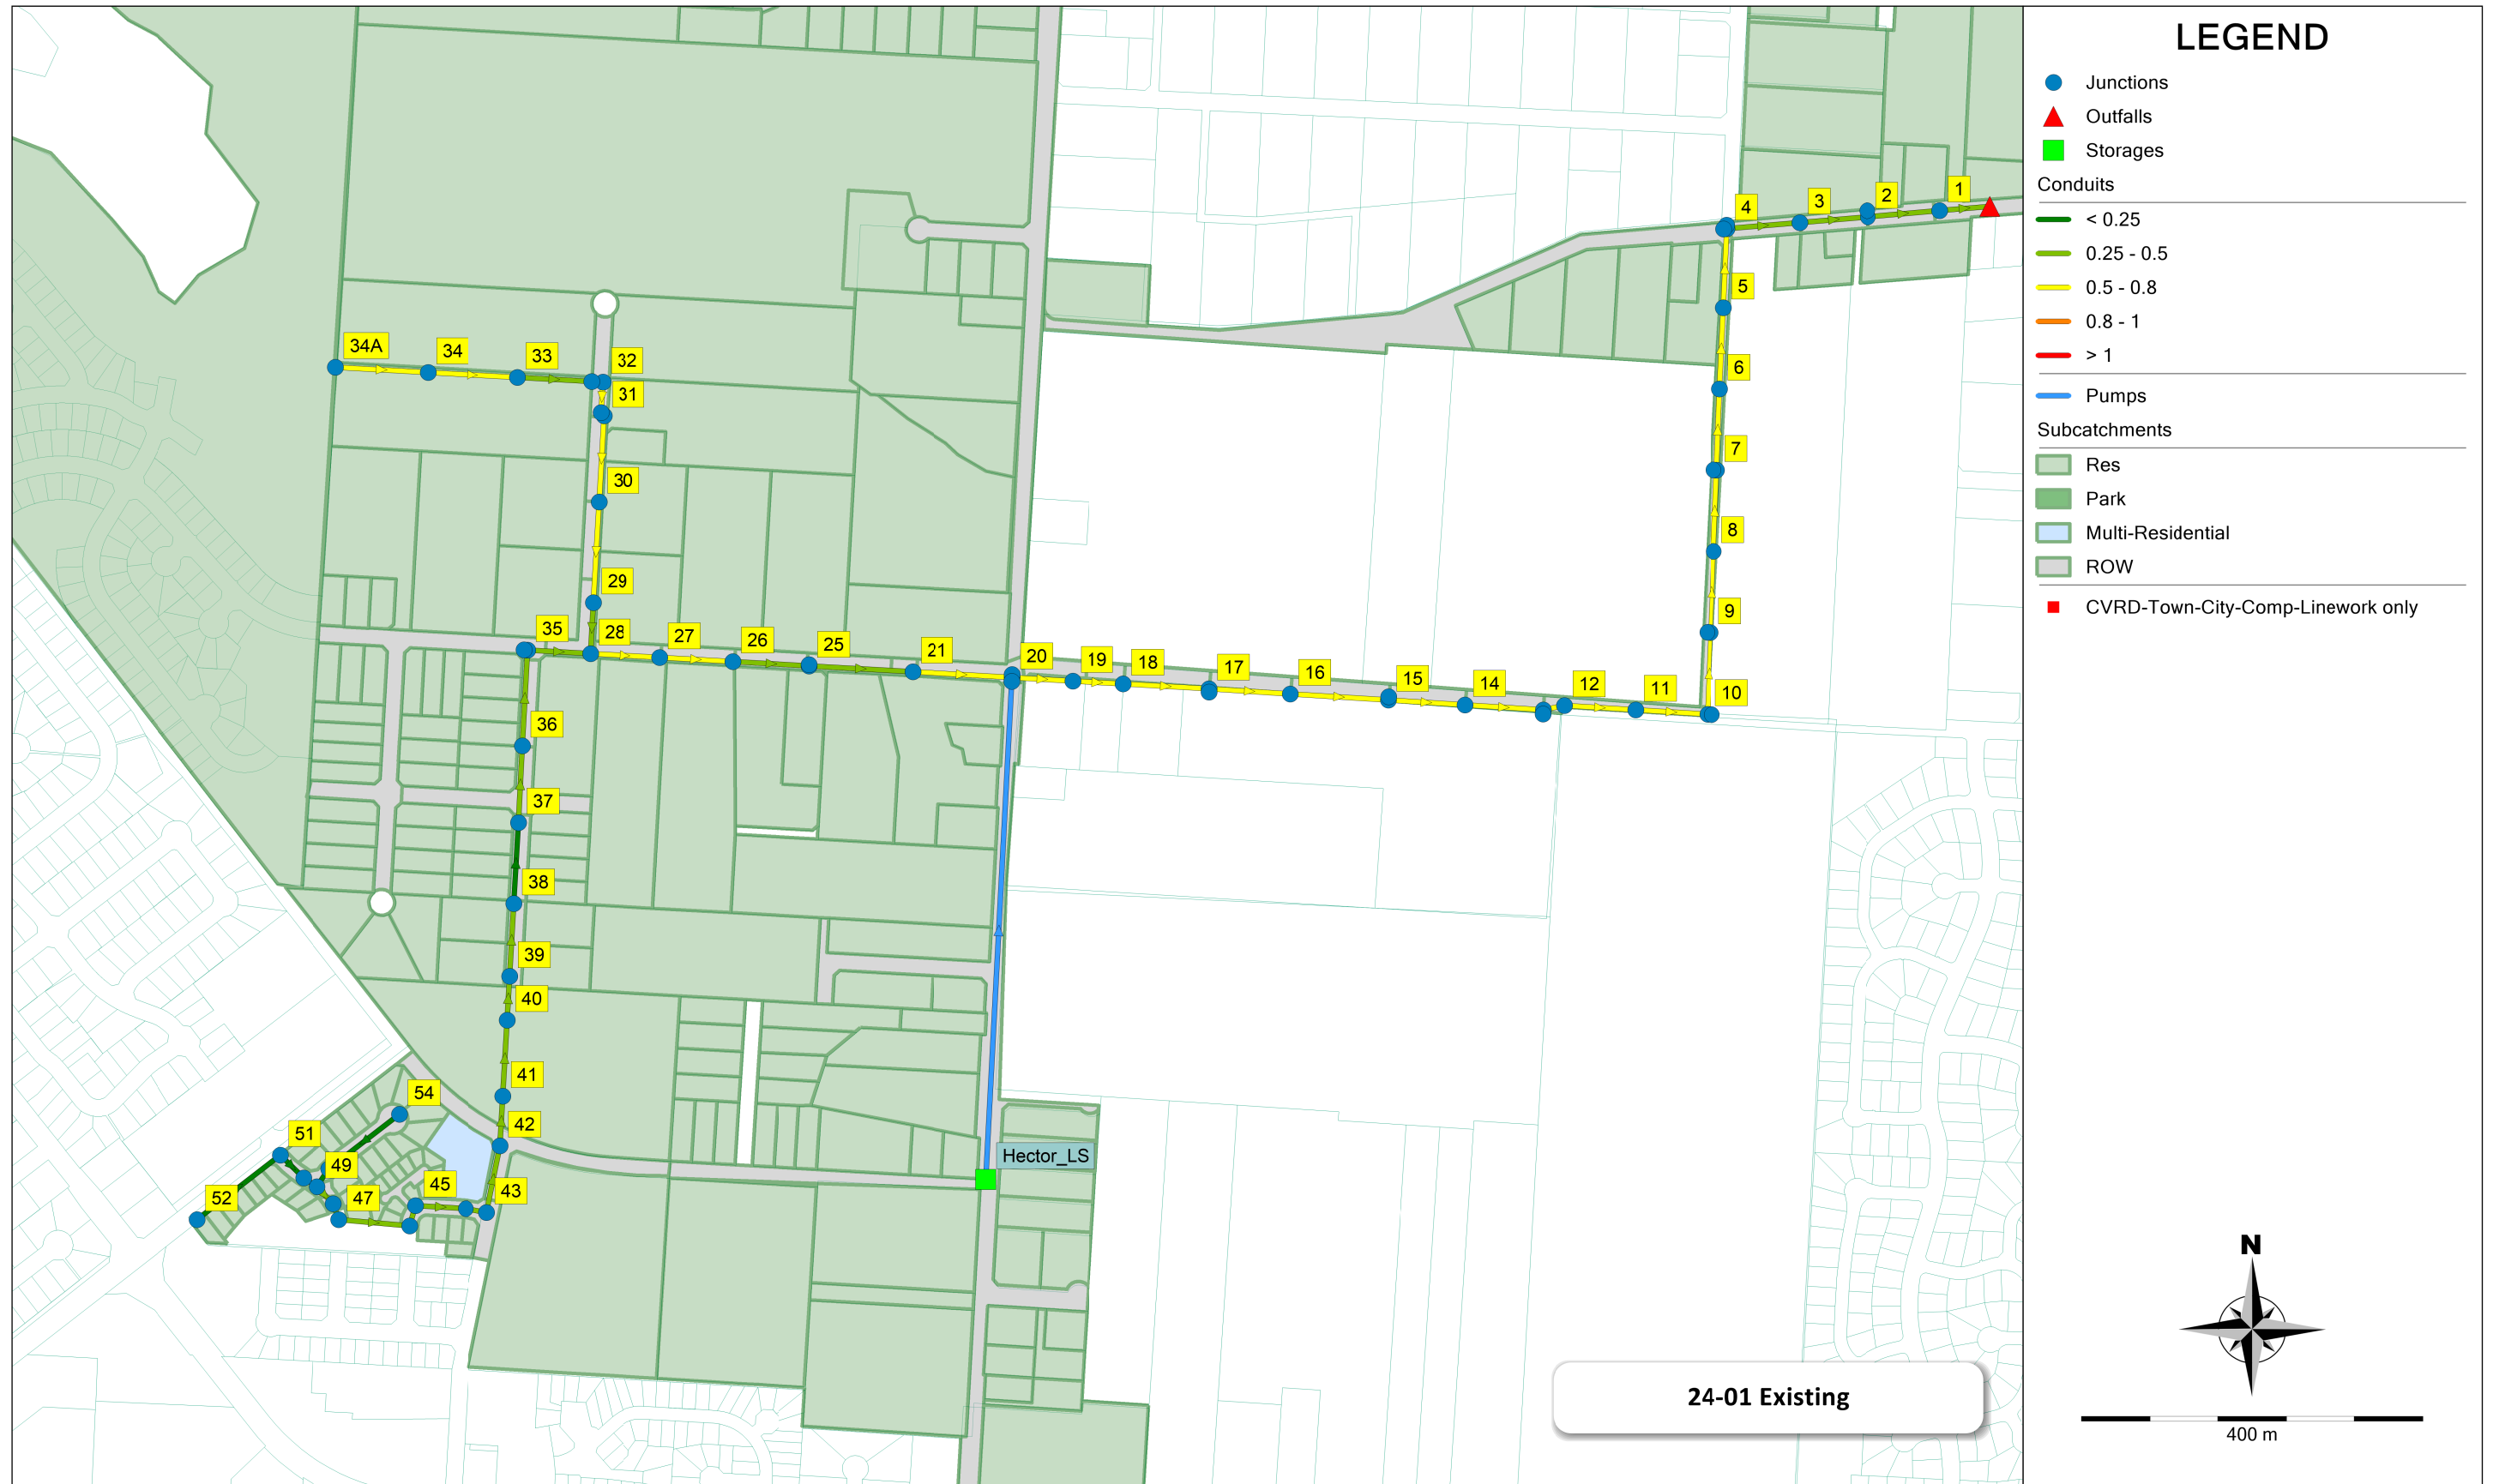 LEGEND
Junctions
Outfalls
Storages
Conduits
< 0.25
0.25 - 0.5
0.5 - 0.8
0.8 - 1
> 1
Pumps
Subcatchments
Res
Park
Multi-Residential
ROW
CVRD-Town-City-Comp-Linework only
1
2
3
4
5
6
7
8
9
10
11
12
14
15
16
17
18
19
20
21
25
26
27
28
29
30
31
32
33
34
34A
35
36
37
38
39
40
41
42
43
45
47
49
51
52
54
Hector_LS
24-01 Existing
N
400 m